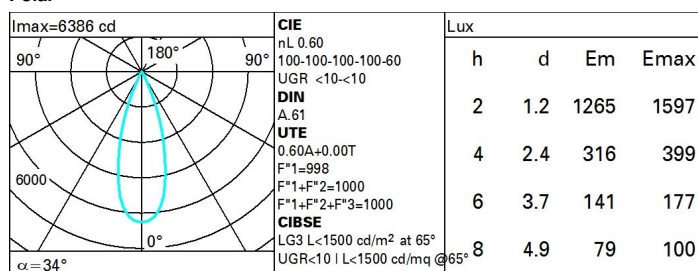 Imax=6386 cd
90° 180° 90°
6000
0°
α=34°
CIE
nL 0.60
100-100-100-100-60
UGR <10-<10
DIN
A.61
UTE
0.60A+0.00T
F"1=998
F"1+F"2=1000
F"1+F"2+F"3=1000
CIBSE
LG3 L<1500 cd/m² at 65°
UGR<10 | L<1500 cd/mq @65°
Lux
h d Em Emax
2 1.2 1265 1597
4 2.4 316 399
6 3.7 141 177
8 4.9 79 100